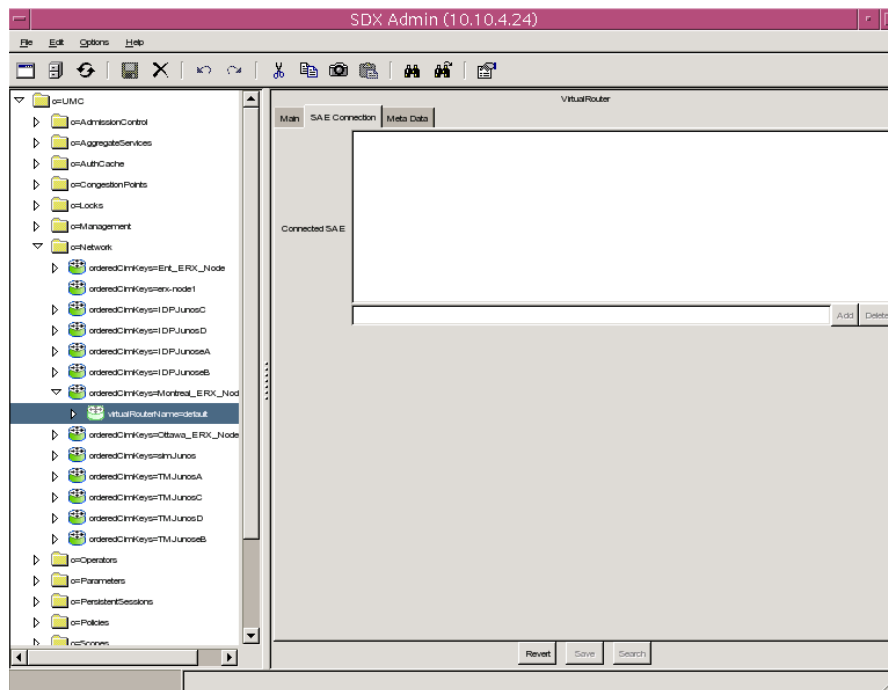 SDX Admin (10.10.4.24)
File Edit Options Help
o=UMC
o=AdmissionControl
o=AggregateServices
o=AuthCache
o=CongestionPoints
o=Locks
o=Management
o=Network
orderedCimKeys=Ent_ERX_Node
orderedCimKeys=erx-node1
orderedCimKeys=IDPJunosC
orderedCimKeys=IDPJunosD
orderedCimKeys=IDPJunoseA
orderedCimKeys=IDPJunoseB
orderedCimKeys=Montreal_ERX_Nod
virtualRouterName=default
orderedCimKeys=Ottawa_ERX_Node
orderedCimKeys=simJunos
orderedCimKeys=TMJunosA
orderedCimKeys=TMJunosC
orderedCimKeys=TMJunosD
orderedCimKeys=TMJunoseB
o=Operators
o=Parameters
o=PersistentSessions
o=Policies
o=Scopes
VirtualRouter
Main SAE Connection Meta Data
Connected SAE
Add Delete
Revert Save Search